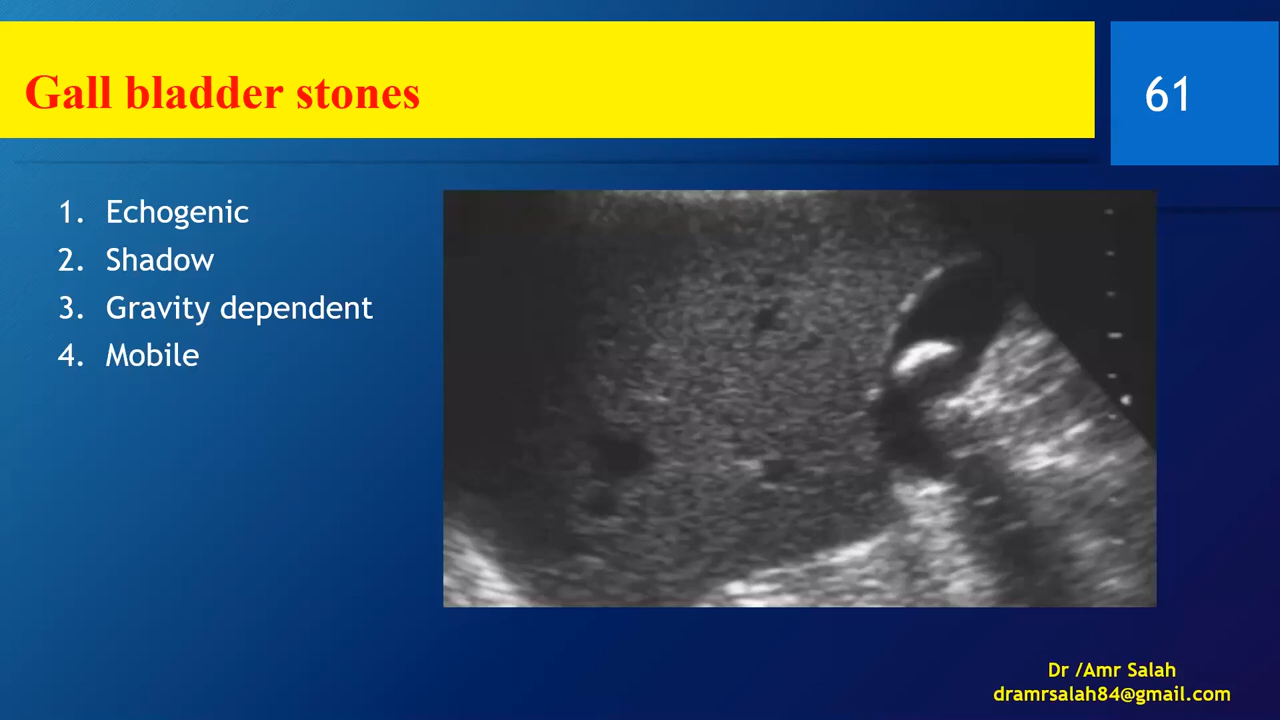 Gall bladder stones
61
1. Echogenic
2. Shadow
3. Gravity dependent
4. Mobile
Dr /Amr Salah
dramrsalah84@gmail.com